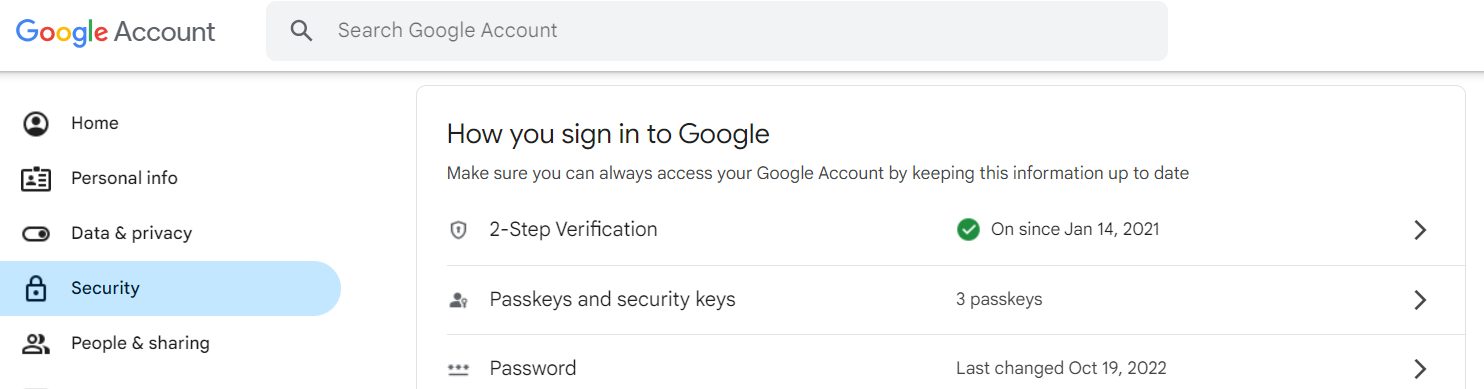 Google Account
Search Google Account
Home
Personal info
Data & privacy
Security
People & sharing
How you sign in to Google
Make sure you can always access your Google Account by keeping this information up to date
2-Step Verification
On since Jan 14, 2021
Passkeys and security keys
3 passkeys
Password
Last changed Oct 19, 2022